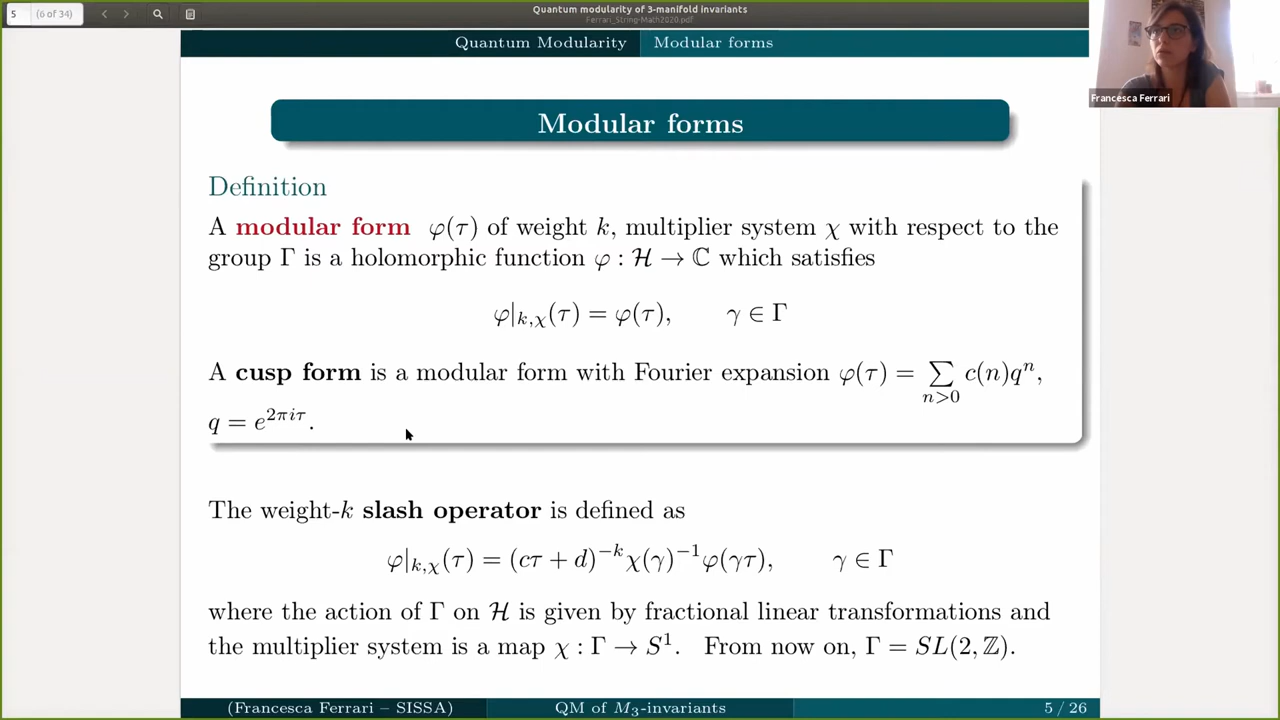 5 (6 of 34)
Quantum modularity of 3-manifold invariants
Ferrari_String-Math2020.pdf
Quantum Modularity Modular forms
Francesca Ferrari
Modular forms
Definition
A modular form φ(τ) of weight k, multiplier system χ with respect to the
group Γ is a holomorphic function φ : ℋ → ℂ which satisfies
φ|k,χ(τ) = φ(τ), γ ∈ Γ
A cusp form is a modular form with Fourier expansion φ(τ) = ∑n>0 c(n)qⁿ,
q = e^{2πiτ}.
The weight-k slash operator is defined as
φ|k,χ(τ) = (cτ + d)^{−k}χ(γ)^{−1}φ(γτ), γ ∈ Γ
where the action of Γ on ℋ is given by fractional linear transformations and
the multiplier system is a map χ : Γ → S¹. From now on, Γ = SL(2, ℤ).
(Francesca Ferrari – SISSA) QM of M₃-invariants 5 / 26